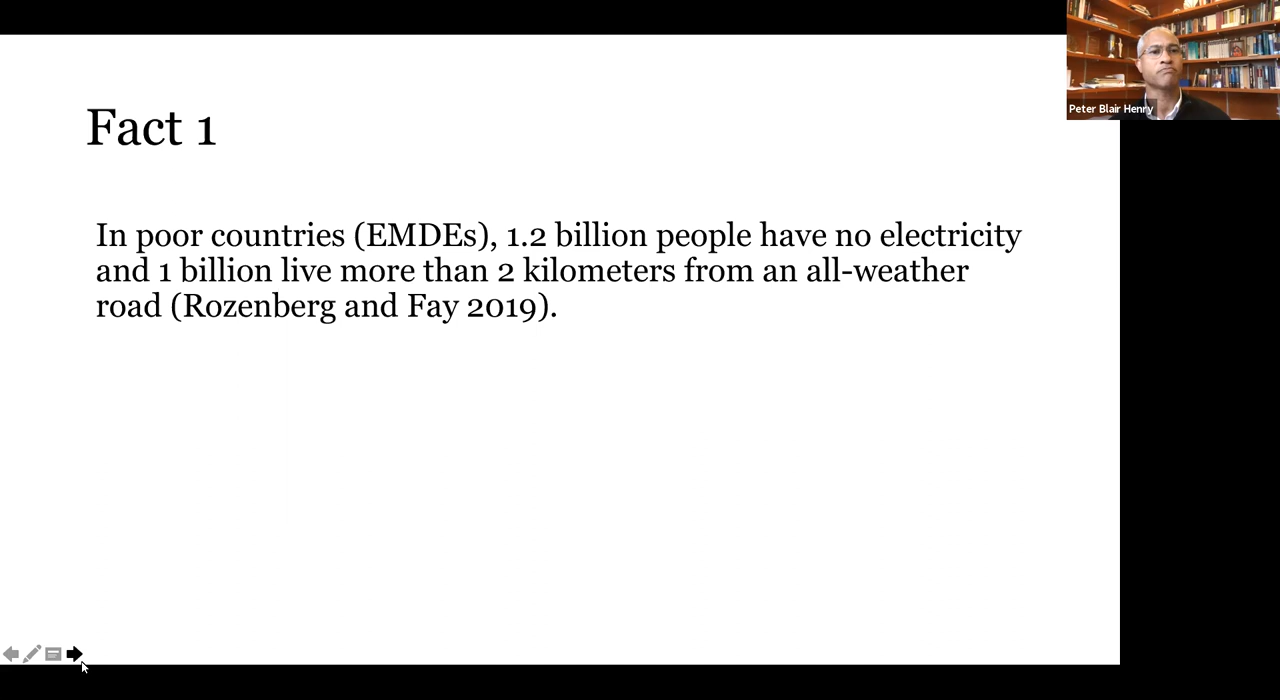 Peter Blair Henry
Fact 1
In poor countries (EMDEs), 1.2 billion people have no electricity
and 1 billion live more than 2 kilometers from an all-weather
road (Rozenberg and Fay 2019).